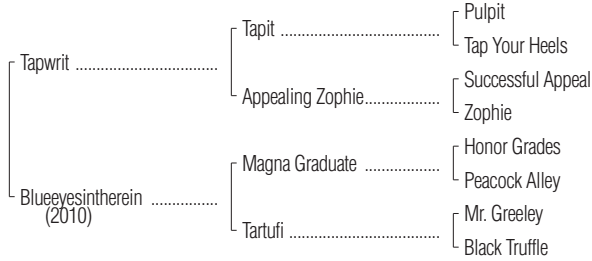 Pulpit
Tapit ................................
Tap Your Heels
Tapwrit ................................
Successful Appeal
Appealing Zophie..................
Zophie
Honor Grades
Magna Graduate ..................
Peacock Alley
Blueeyesintherein ................
(2010)
Mr. Greeley
Tartufi ................................
Black Truffle